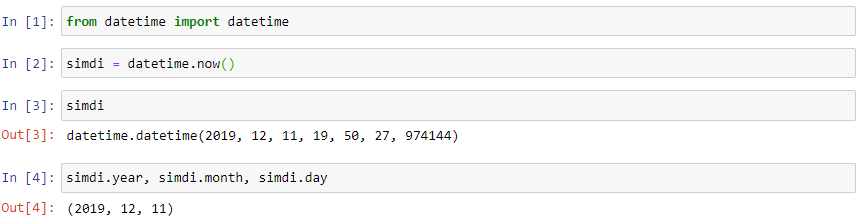 In [1]: from datetime import datetime
In [2]: simdi = datetime.now()
In [3]: simdi
Out[3]: datetime.datetime(2019, 12, 11, 19, 50, 27, 974144)
In [4]: simdi.year, simdi.month, simdi.day
Out[4]: (2019, 12, 11)